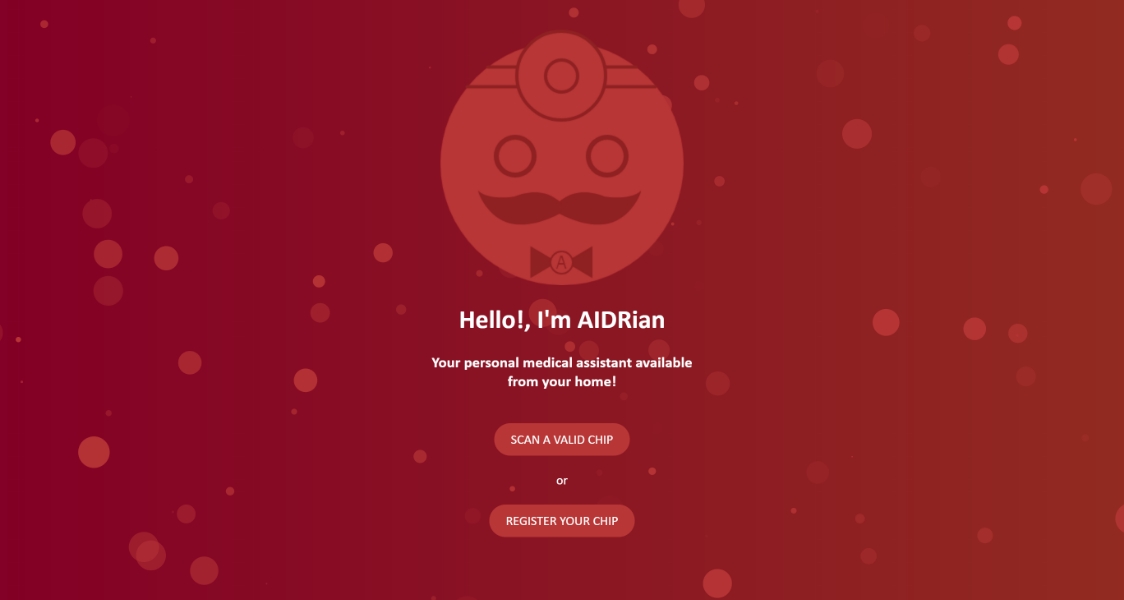 A
Hello!, I'm AIDRian
Your personal medical assistant available
from your home!
SCAN A VALID CHIP
or
REGISTER YOUR CHIP